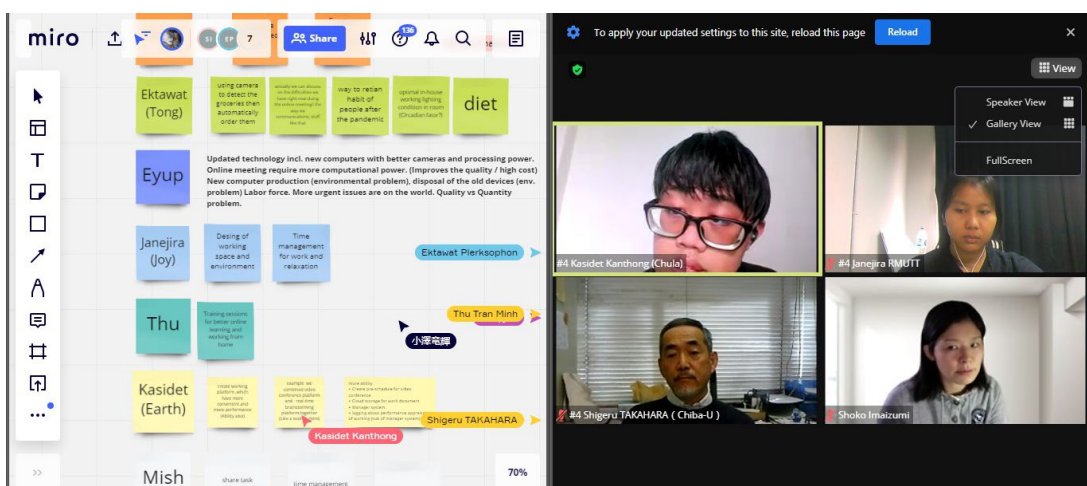 miro
SI
EP
7
Share
136
Ektawat
(Tong)
using camera
to detect the
groceries then
automatically
order them
way to retian
habit of
people after
the pandemic
optimal in-house
working lighting
condition in room
diet
Eyup
Updated technology incl. new computers with better cameras and processing power.
Online meeting require more computational power. (Improves the quality / high cost)
New computer production (environmental problem), disposal of the old devices (env.
problem) Labor force. More urgent issues are on the world. Quality vs Quantity
problem.
Janejira
(Joy)
Desing of
working
space and
environment
Time
management
for work and
relaxation
Ektawat Pierksophon
Thu
Training sessions
for better online
learning and
working from
home
Thu Tran Minh
小澤竜輝
Kasidet
(Earth)
Shigeru TAKAHARA
Kasidet Kanthong
Mish
share task
time management
70%
To apply your updated settings to this site, reload this page
Reload
View
Speaker View
Gallery View
FullScreen
#4 Kasidet Kanthong (Chula)
#4 Janejira RMUTT
#4 Shigeru TAKAHARA ( Chiba-U )
Shoko Imaizumi